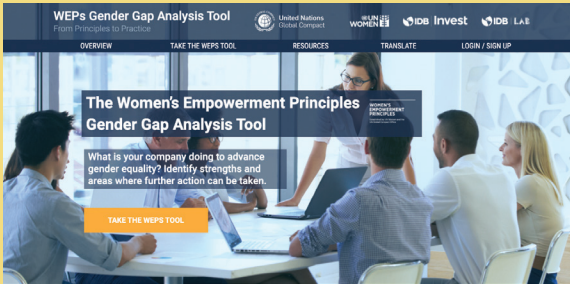 WEPs Gender Gap Analysis Tool
From Principles to Practice
United Nations
Global Compact
UN
WOMEN
IDB Invest
IDB LAB
OVERVIEW
TAKE THE WEPS TOOL
RESOURCES
TRANSLATE
LOGIN / SIGN UP
The Women's Empowerment Principles
Gender Gap Analysis Tool
WOMEN'S
EMPOWERMENT
PRINCIPLES
What is your company doing to advance
gender equality? Identify strengths and
areas where further action can be taken.
TAKE THE WEPS TOOL